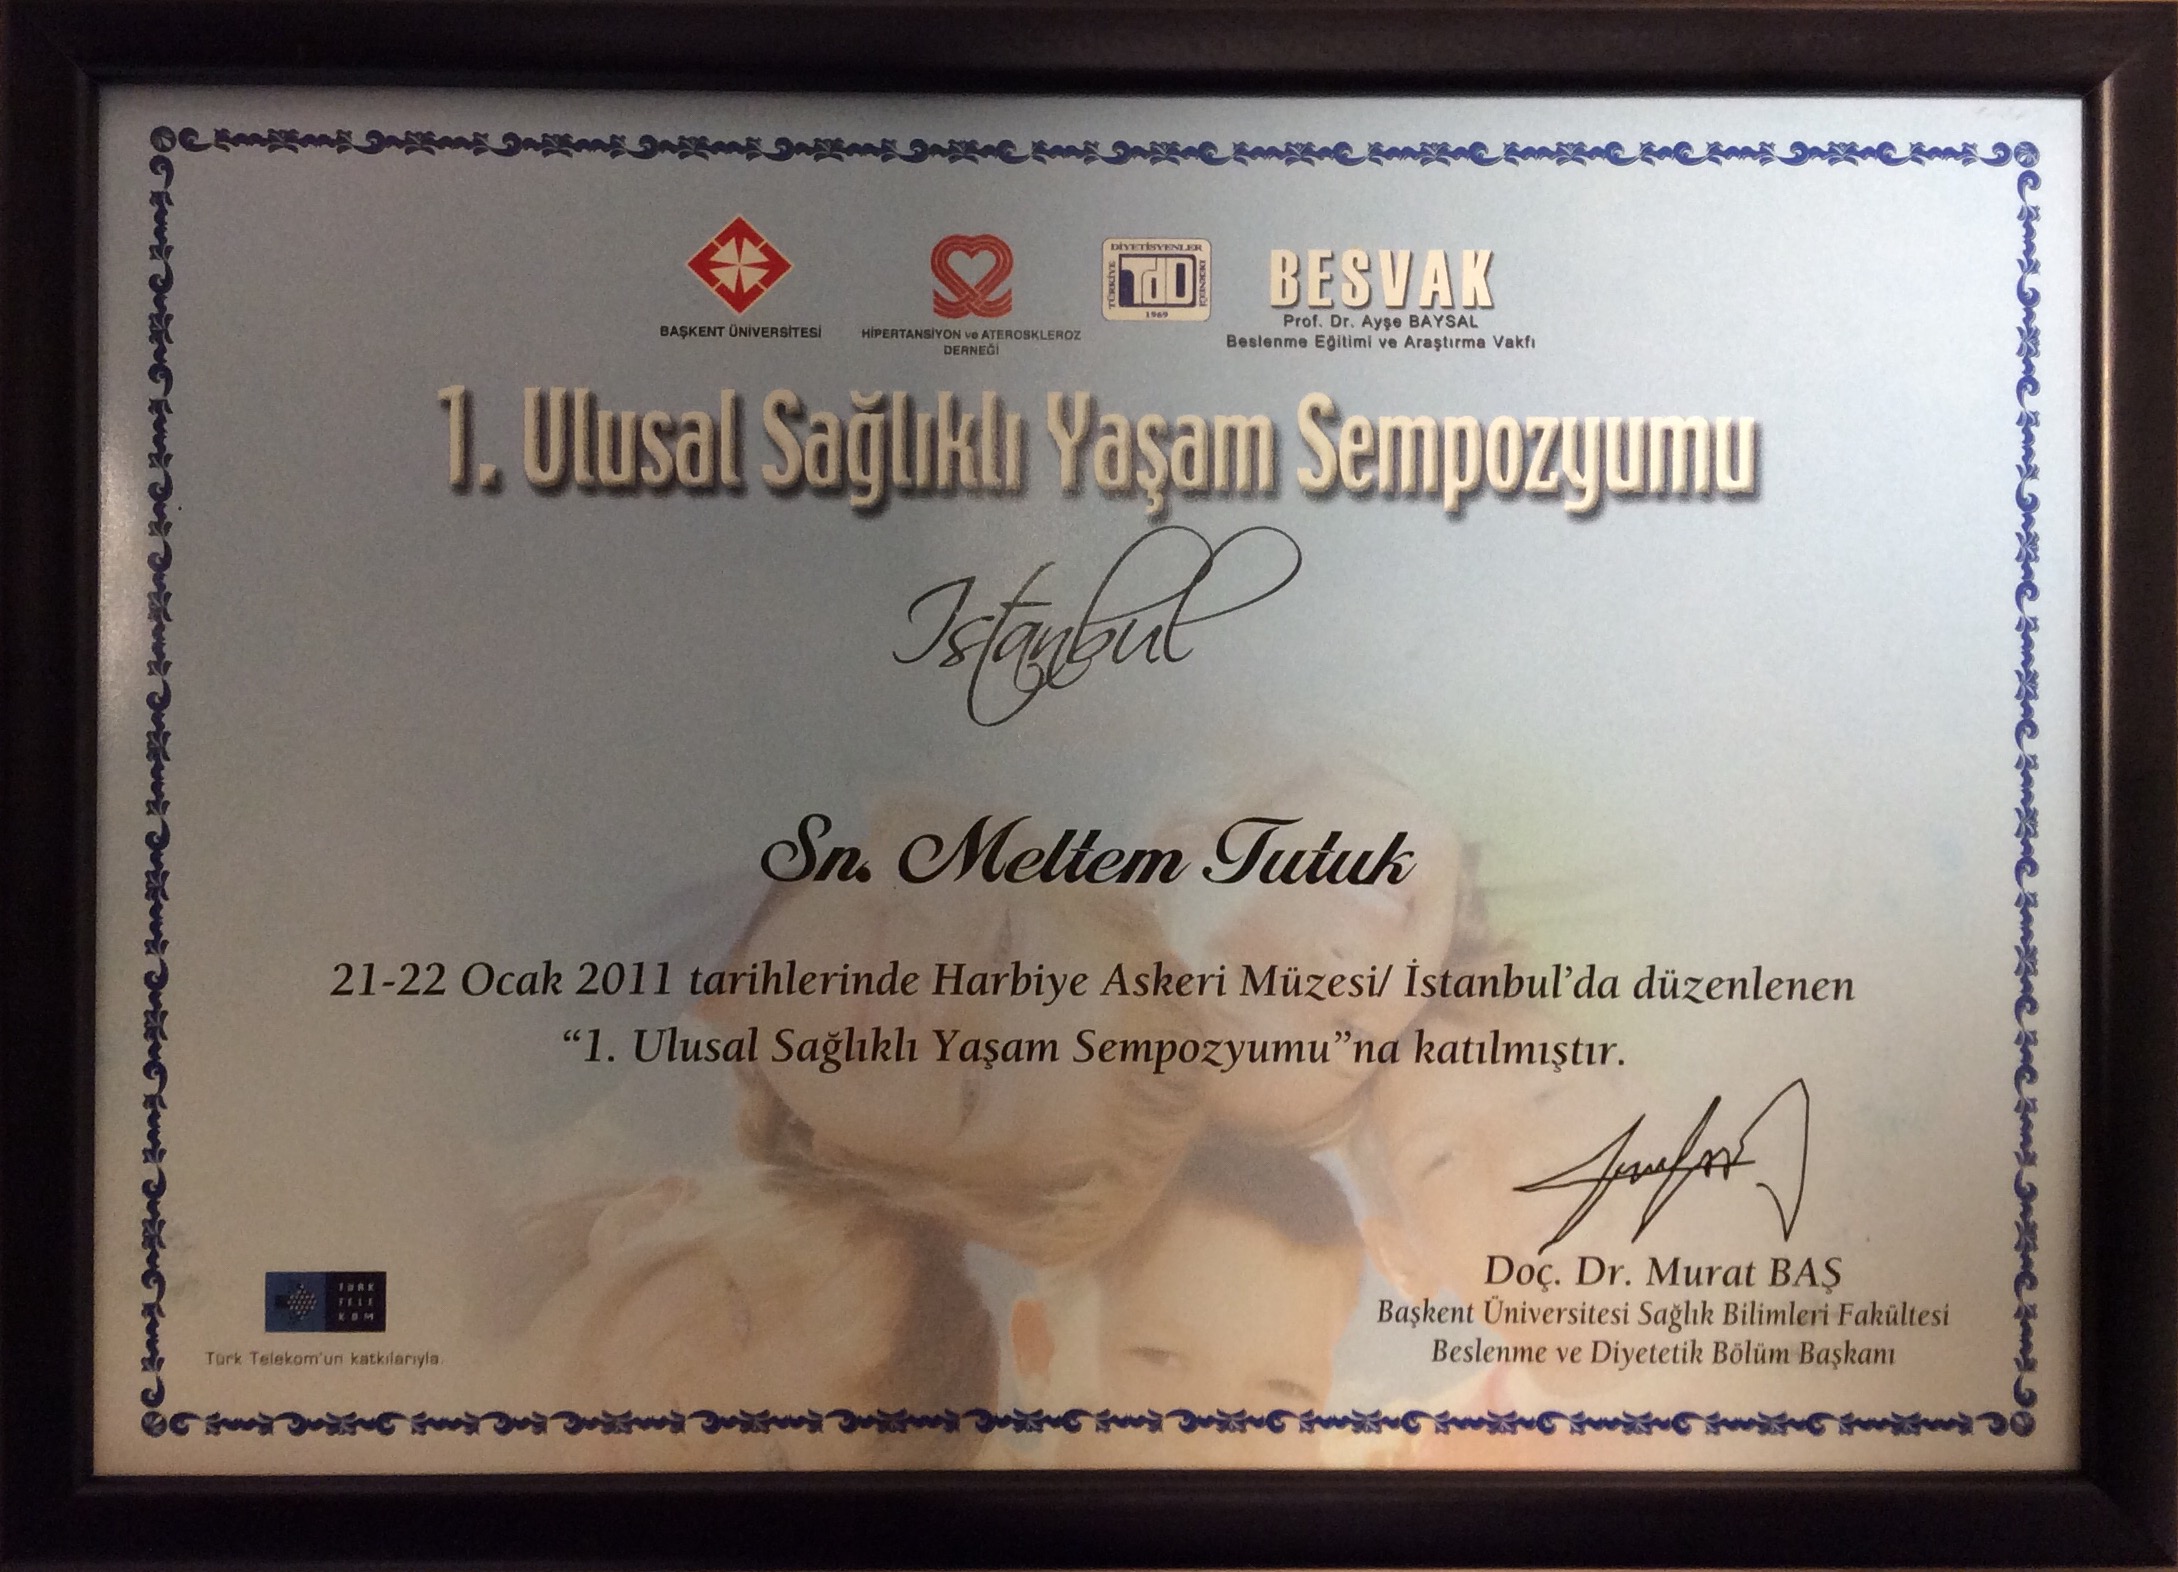 BAŞKENT ÜNİVERSİTESİ
HİPERTANSİYON ve ATEROSKLEROZ
DERNEĞİ
DİYETİSYENLER
TÜRKİYE
TdD
DERNEĞİ
1969
BESVAK
Prof. Dr. Ayşe BAYSAL
Beslenme Eğitimi ve Araştırma Vakfı
1. Ulusal Sağlıklı Yaşam Sempozyumu
Istanbul
Sn. Meltem Tutuk
21-22 Ocak 2011 tarihlerinde Harbiye Askeri Müzesi/ İstanbul'da düzenlenen
“1. Ulusal Sağlıklı Yaşam Sempozyumu”na katılmıştır.
Doç. Dr. Murat BAŞ
Başkent Üniversitesi Sağlık Bilimleri Fakültesi
Beslenme ve Diyetetik Bölüm Başkanı
TÜRK
TELE
KOM
Türk Telekom'un katkılarıyla.